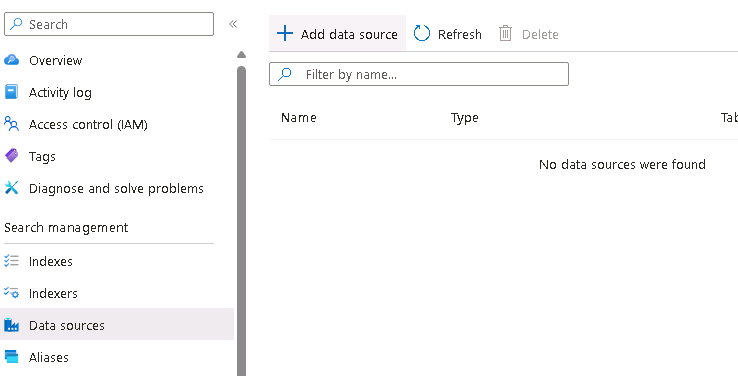 Search
«
Overview
Activity log
Access control (IAM)
Tags
Diagnose and solve problems
Search management
Indexes
Indexers
Data sources
Aliases
Add data source Refresh Delete
Filter by name...
Name Type
No data sources were found